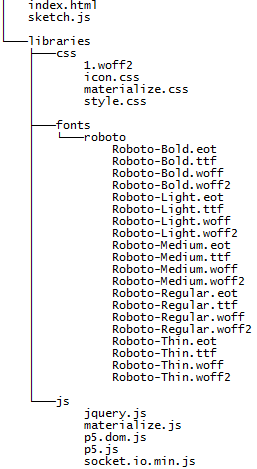 index.html
sketch.js
libraries
css
1.woff2
icon.css
materialize.css
style.css
fonts
roboto
Roboto-Bold.eot
Roboto-Bold.ttf
Roboto-Bold.woff
Roboto-Bold.woff2
Roboto-Light.eot
Roboto-Light.ttf
Roboto-Light.woff
Roboto-Light.woff2
Roboto-Medium.eot
Roboto-Medium.ttf
Roboto-Medium.woff
Roboto-Medium.woff2
Roboto-Regular.eot
Roboto-Regular.ttf
Roboto-Regular.woff
Roboto-Regular.woff2
Roboto-Thin.eot
Roboto-Thin.ttf
Roboto-Thin.woff
Roboto-Thin.woff2
js
jquery.js
materialize.js
p5.dom.js
p5.js
socket.io.min.js